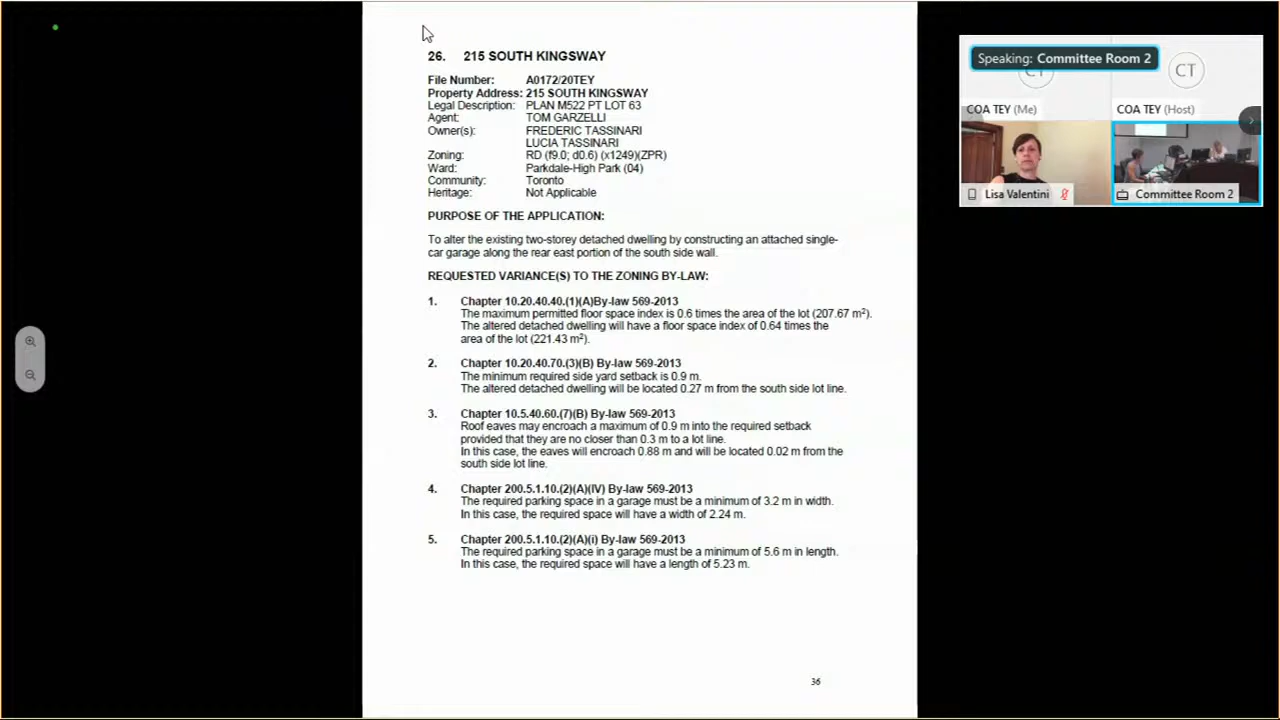 26. 215 SOUTH KINGSWAY
File Number: A0172/20TEY
Property Address: 215 SOUTH KINGSWAY
Legal Description: PLAN M522 PT LOT 63
Agent: TOM GARZELLI
Owner(s): FREDERIC TASSINARI
LUCIA TASSINARI
Zoning: RD (f9.0; d0.6) (x1249)(ZPR)
Ward: Parkdale-High Park (04)
Community: Toronto
Heritage: Not Applicable
PURPOSE OF THE APPLICATION:
To alter the existing two-storey detached dwelling by constructing an attached single-
car garage along the rear east portion of the south side wall.
REQUESTED VARIANCE(S) TO THE ZONING BY-LAW:
1. Chapter 10.20.40.40.(1)(A)By-law 569-2013
The maximum permitted floor space index is 0.6 times the area of the lot (207.67 m²).
The altered detached dwelling will have a floor space index of 0.64 times the
area of the lot (221.43 m²).
2. Chapter 10.20.40.70.(3)(B) By-law 569-2013
The minimum required side yard setback is 0.9 m.
The altered detached dwelling will be located 0.27 m from the south side lot line.
3. Chapter 10.5.40.60.(7)(B) By-law 569-2013
Roof eaves may encroach a maximum of 0.9 m into the required setback
provided that they are no closer than 0.3 m to a lot line.
In this case, the eaves will encroach 0.88 m and will be located 0.02 m from the
south side lot line.
4. Chapter 200.5.1.10.(2)(A)(IV) By-law 569-2013
The required parking space in a garage must be a minimum of 3.2 m in width.
In this case, the required space will have a width of 2.24 m.
5. Chapter 200.5.1.10.(2)(A)(i) By-law 569-2013
The required parking space in a garage must be a minimum of 5.6 m in length.
In this case, the required space will have a length of 5.23 m.
36
Speaking: Committee Room 2
CT
CT
COA TEY (Me)
COA TEY (Host)
Lisa Valentini
Committee Room 2